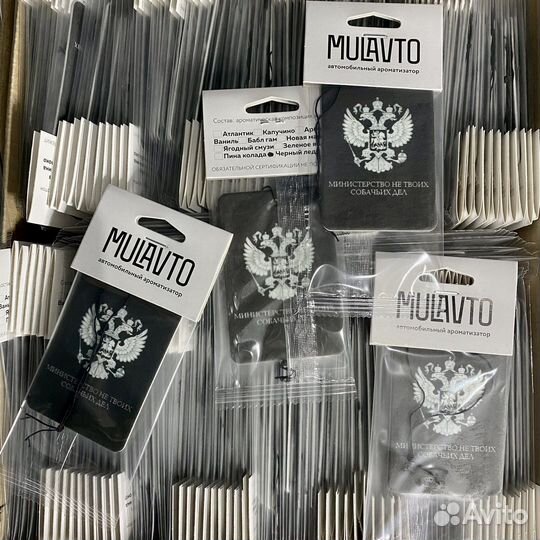 MULAVTO
автомобильный ароматизатор
МИНИСТЕРСТВО НЕ ТВОИХ
СОБАЧЬИХ ДЕЛ
Состав: ароматическая композиция
Атлантик Капучино
Ваниль Бабл гам Новая
Ягодный смузи Зеленое
Пина колада Черный лед
ОБЯЗАТЕЛЬНОЙ СЕРТИФИКАЦИИ НЕ
МИНИСТЕРСТВО НЕ ТВОИХ
СОБАЧЬИХ ДЕЛ
MULAVTO
автомобильный ароматизатор
МИНИСТЕРСТВО НЕ ТВОИХ
СОБАЧЬИХ ДЕЛ
MULAVTO
автомобильный ароматизатор
МИНИСТЕРСТВО НЕ ТВОИХ
СОБАЧЬИХ ДЕЛ
Avito